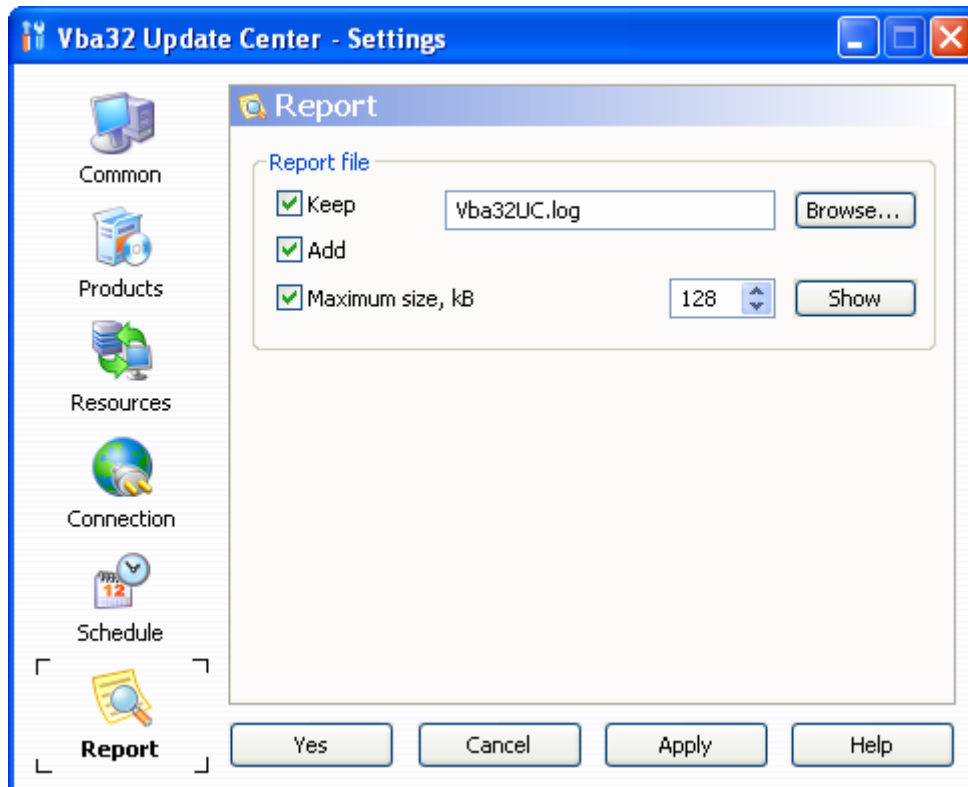 Vba32 Update Center - Settings
Common
Products
Resources
Connection
12
Schedule
Report
Report
Report file
Keep
Vba32UC.log
Browse...
Add
Maximum size, kB
128
Show
Yes
Cancel
Apply
Help